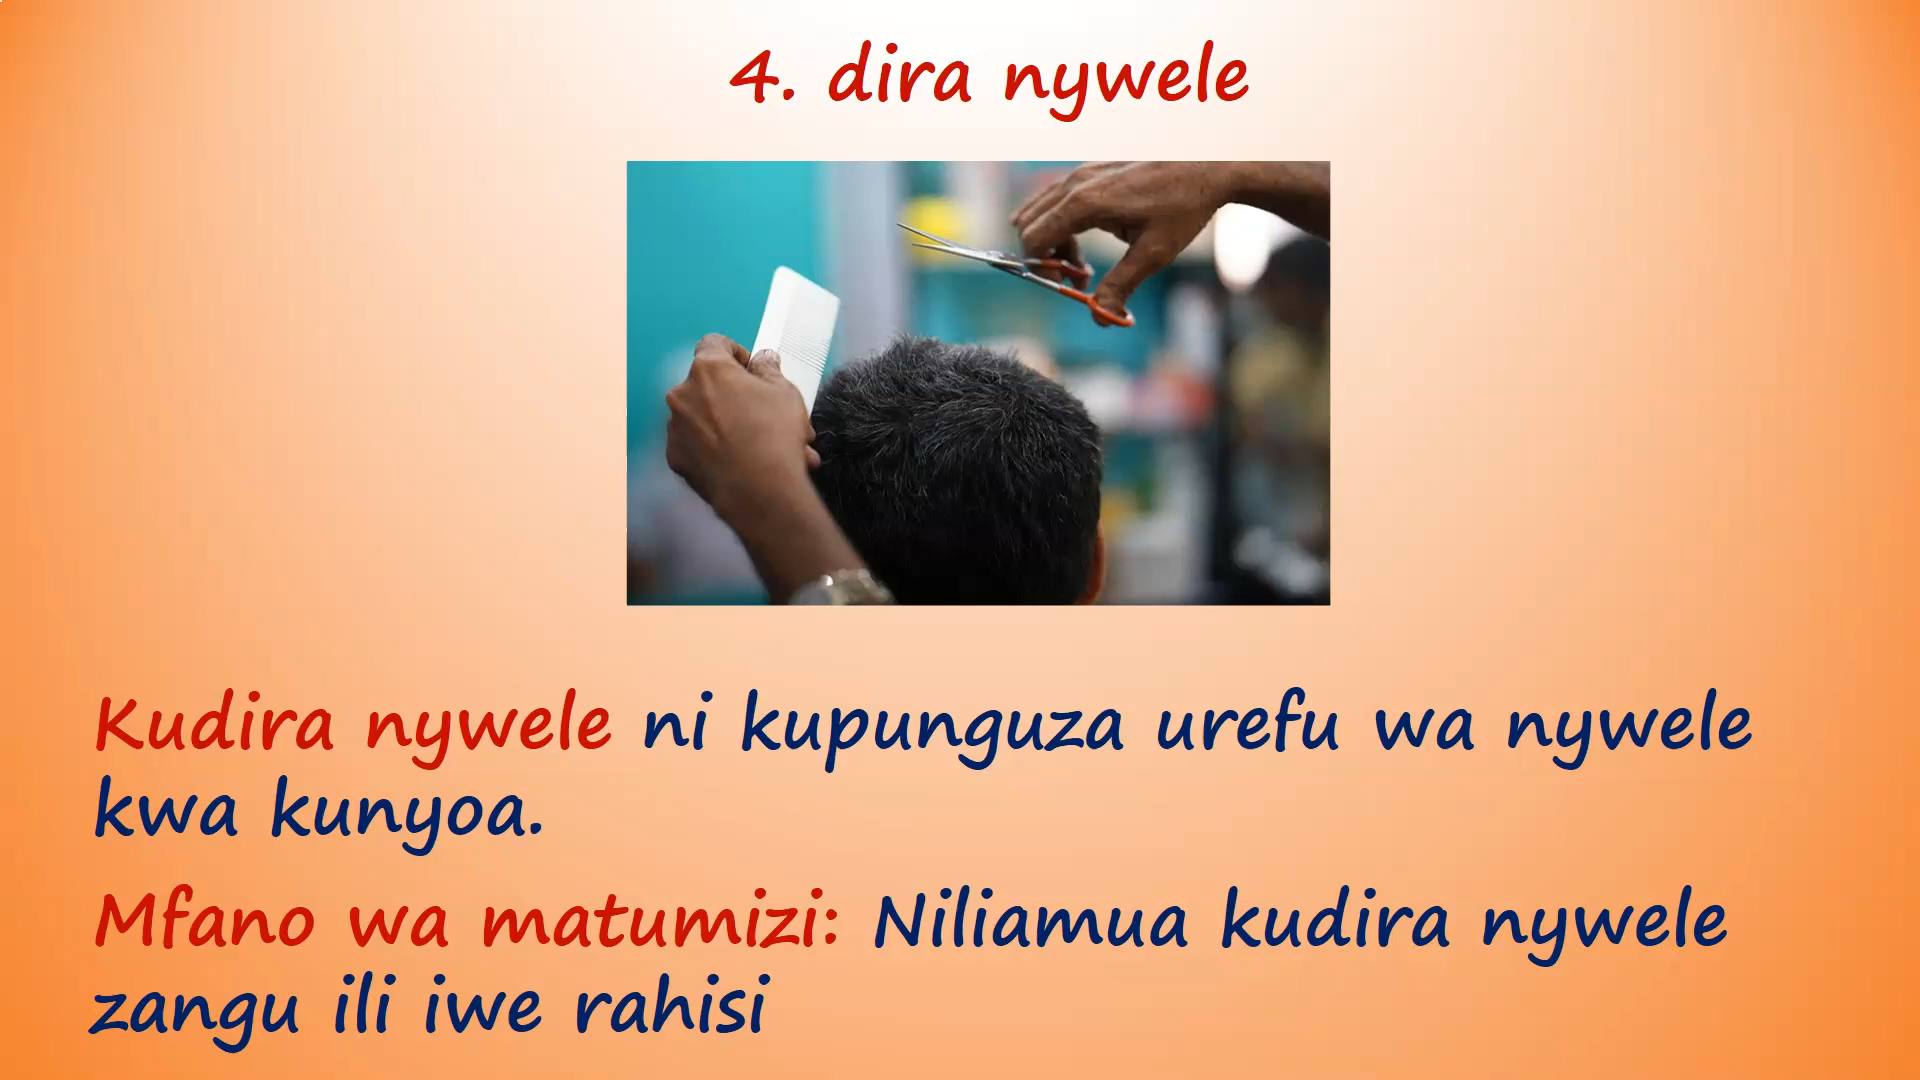 4. dira nywele
Kudira nywele ni kupunguza urefu wa nywele
kwa kunyoa.
Mfano wa matumizi: Niliamua kudira nywele
zangu ili iwe rahisi